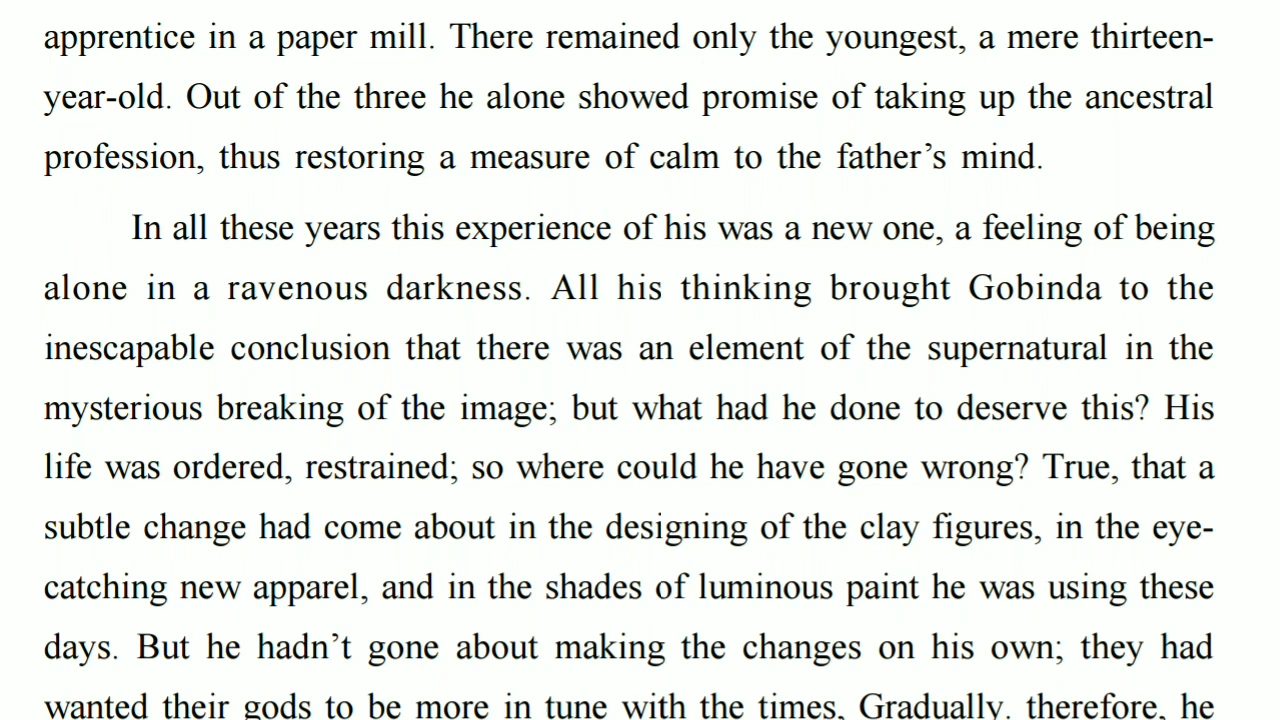 apprentice in a paper mill. There remained only the youngest, a mere thirteen-
year-old. Out of the three he alone showed promise of taking up the ancestral
profession, thus restoring a measure of calm to the father’s mind.
In all these years this experience of his was a new one, a feeling of being
alone in a ravenous darkness. All his thinking brought Gobinda to the
inescapable conclusion that there was an element of the supernatural in the
mysterious breaking of the image; but what had he done to deserve this? His
life was ordered, restrained; so where could he have gone wrong? True, that a
subtle change had come about in the designing of the clay figures, in the eye-
catching new apparel, and in the shades of luminous paint he was using these
days. But he hadn’t gone about making the changes on his own; they had
wanted their gods to be more in tune with the times, Gradually. therefore, he